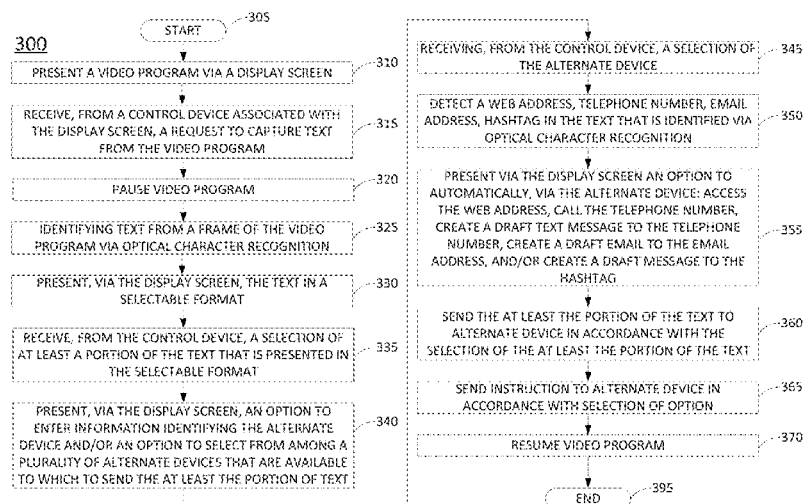 300
START
305
PRESENT A VIDEO PROGRAM VIA A DISPLAY SCREEN
310
RECEIVE, FROM A CONTROL DEVICE ASSOCIATED WITH
THE DISPLAY SCREEN, A REQUEST TO CAPTURE TEXT
FROM THE VIDEO PROGRAM
315
PAUSE VIDEO PROGRAM
320
IDENTIFYING TEXT FROM A FRAME OF THE VIDEO
PROGRAM VIA OPTICAL CHARACTER RECOGNITION
325
PRESENT, VIA THE DISPLAY SCREEN, THE TEXT IN A
SELECTABLE FORMAT
330
RECEIVE, FROM THE CONTROL DEVICE, A SELECTION OF
AT LEAST A PORTION OF THE TEXT THAT IS PRESENTED IN
THE SELECTABLE FORMAT
335
PRESENT, VIA THE DISPLAY SCREEN, AN OPTION TO
ENTER INFORMATION IDENTIFYING THE ALTERNATE
DEVICE AND/OR AN OPTION TO SELECT FROM AMONG A
PLURALITY OF ALTERNATE DEVICES THAT ARE AVAILABLE
TO WHICH TO SEND THE AT LEAST THE PORTION OF TEXT
340
RECEIVING, FROM THE CONTROL DEVICE, A SELECTION OF
THE ALTERNATE DEVICE
345
DETECT A WEB ADDRESS, TELEPHONE NUMBER, EMAIL
ADDRESS, HASHTAG IN THE TEXT THAT IS IDENTIFIED VIA
OPTICAL CHARACTER RECOGNITION
350
PRESENT VIA THE DISPLAY SCREEN AN OPTION TO
AUTOMATICALLY, VIA THE ALTERNATE DEVICE: ACCESS
THE WEB ADDRESS, CALL THE TELEPHONE NUMBER,
CREATE A DRAFT TEXT MESSAGE TO THE TELEPHONE
NUMBER, CREATE A DRAFT EMAIL TO THE EMAIL
ADDRESS, AND/OR CREATE A DRAFT MESSAGE TO THE
HASHTAG
355
SEND THE AT LEAST THE PORTION OF THE TEXT TO
ALTERNATE DEVICE IN ACCORDANCE WITH THE
SELECTION OF THE AT LEAST THE PORTION OF THE TEXT
360
SEND INSTRUCTION TO ALTERNATE DEVICE IN
ACCORDANCE WITH SELECTION OF OPTION
365
RESUME VIDEO PROGRAM
370
END
395